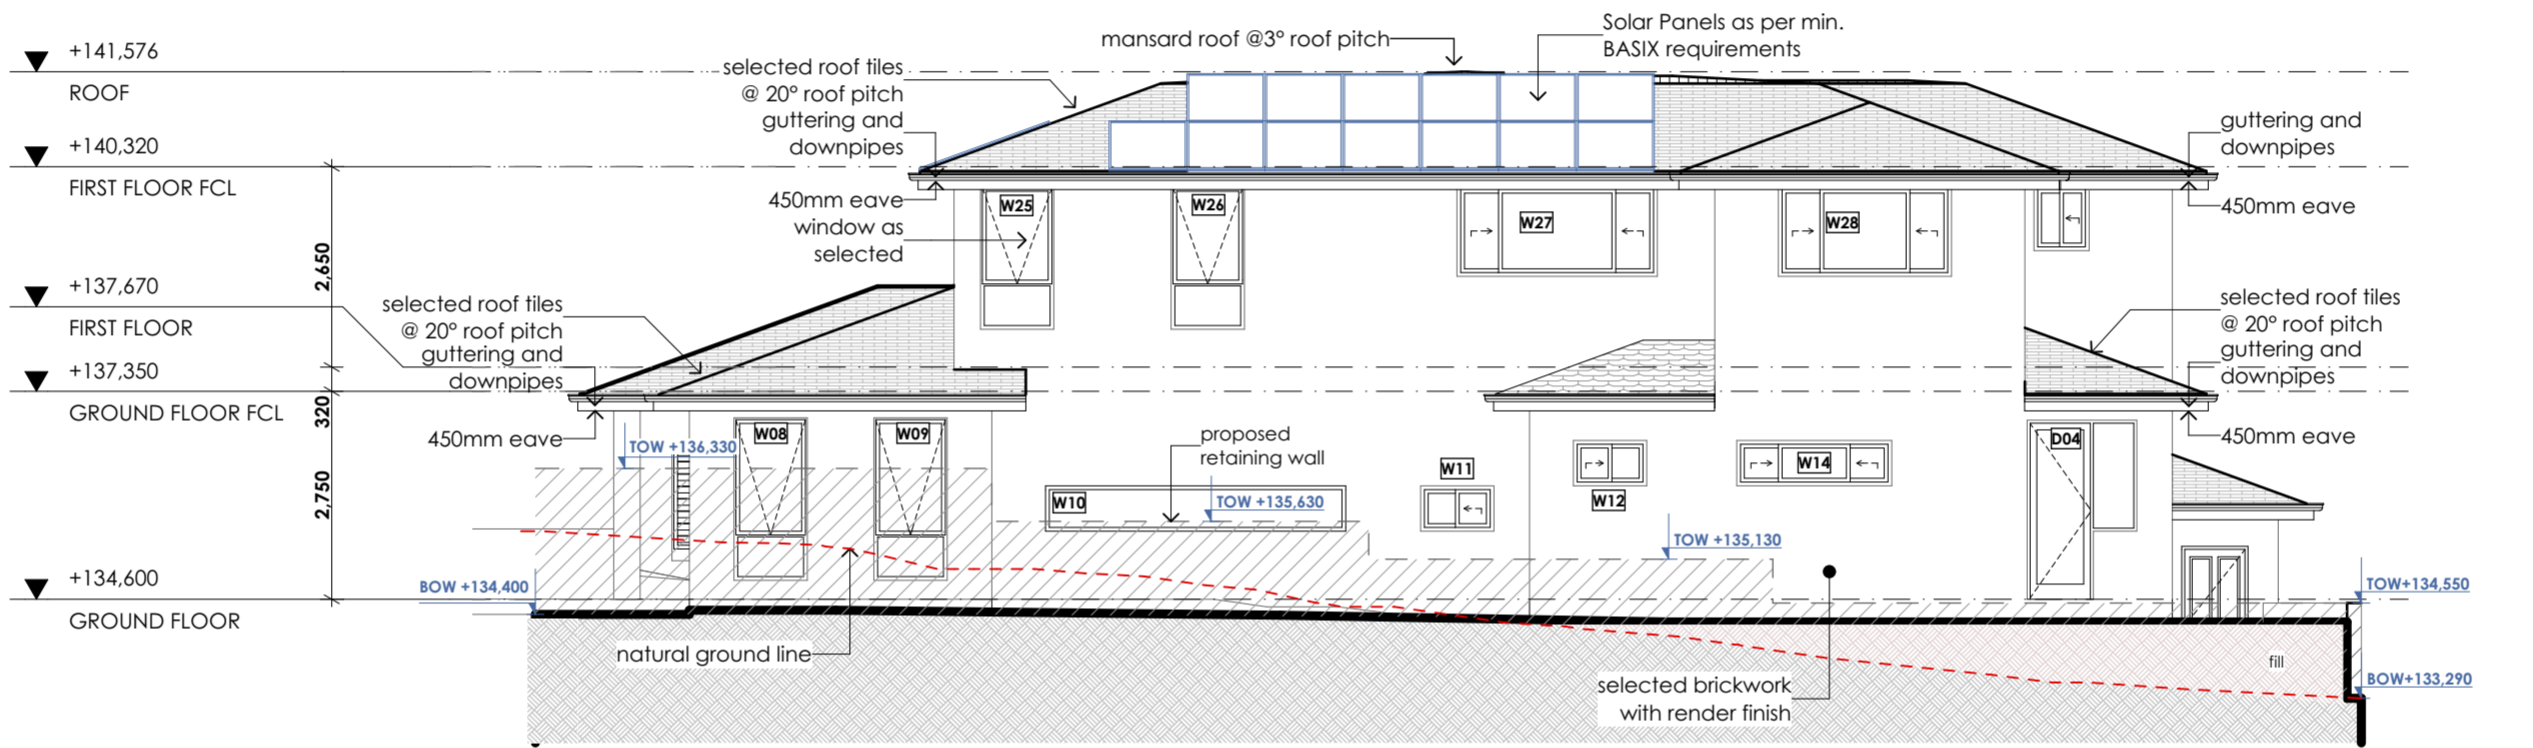 +141,576
ROOF
+140,320
FIRST FLOOR FCL
+137,670
FIRST FLOOR
+137,350
GROUND FLOOR FCL
+134,600
GROUND FLOOR
2,650
320
2,750
mansard roof @3° roof pitch
Solar Panels as per min.
BASIX requirements
selected roof tiles
@ 20° roof pitch
guttering and
downpipes
450mm eave
window as
selected
guttering and
downpipes
450mm eave
W25
W26
W27
W28
selected roof tiles
@ 20° roof pitch
guttering and
downpipes
450mm eave
selected roof tiles
@ 20° roof pitch
guttering and
downpipes
450mm eave
TOW +136,330
W08
W09
proposed
retaining wall
W10
TOW +135,630
W11
W12
W14
D04
TOW +135,130
BOW +134,400
TOW+134,550
natural ground line
selected brickwork
with render finish
fill
BOW+133,290